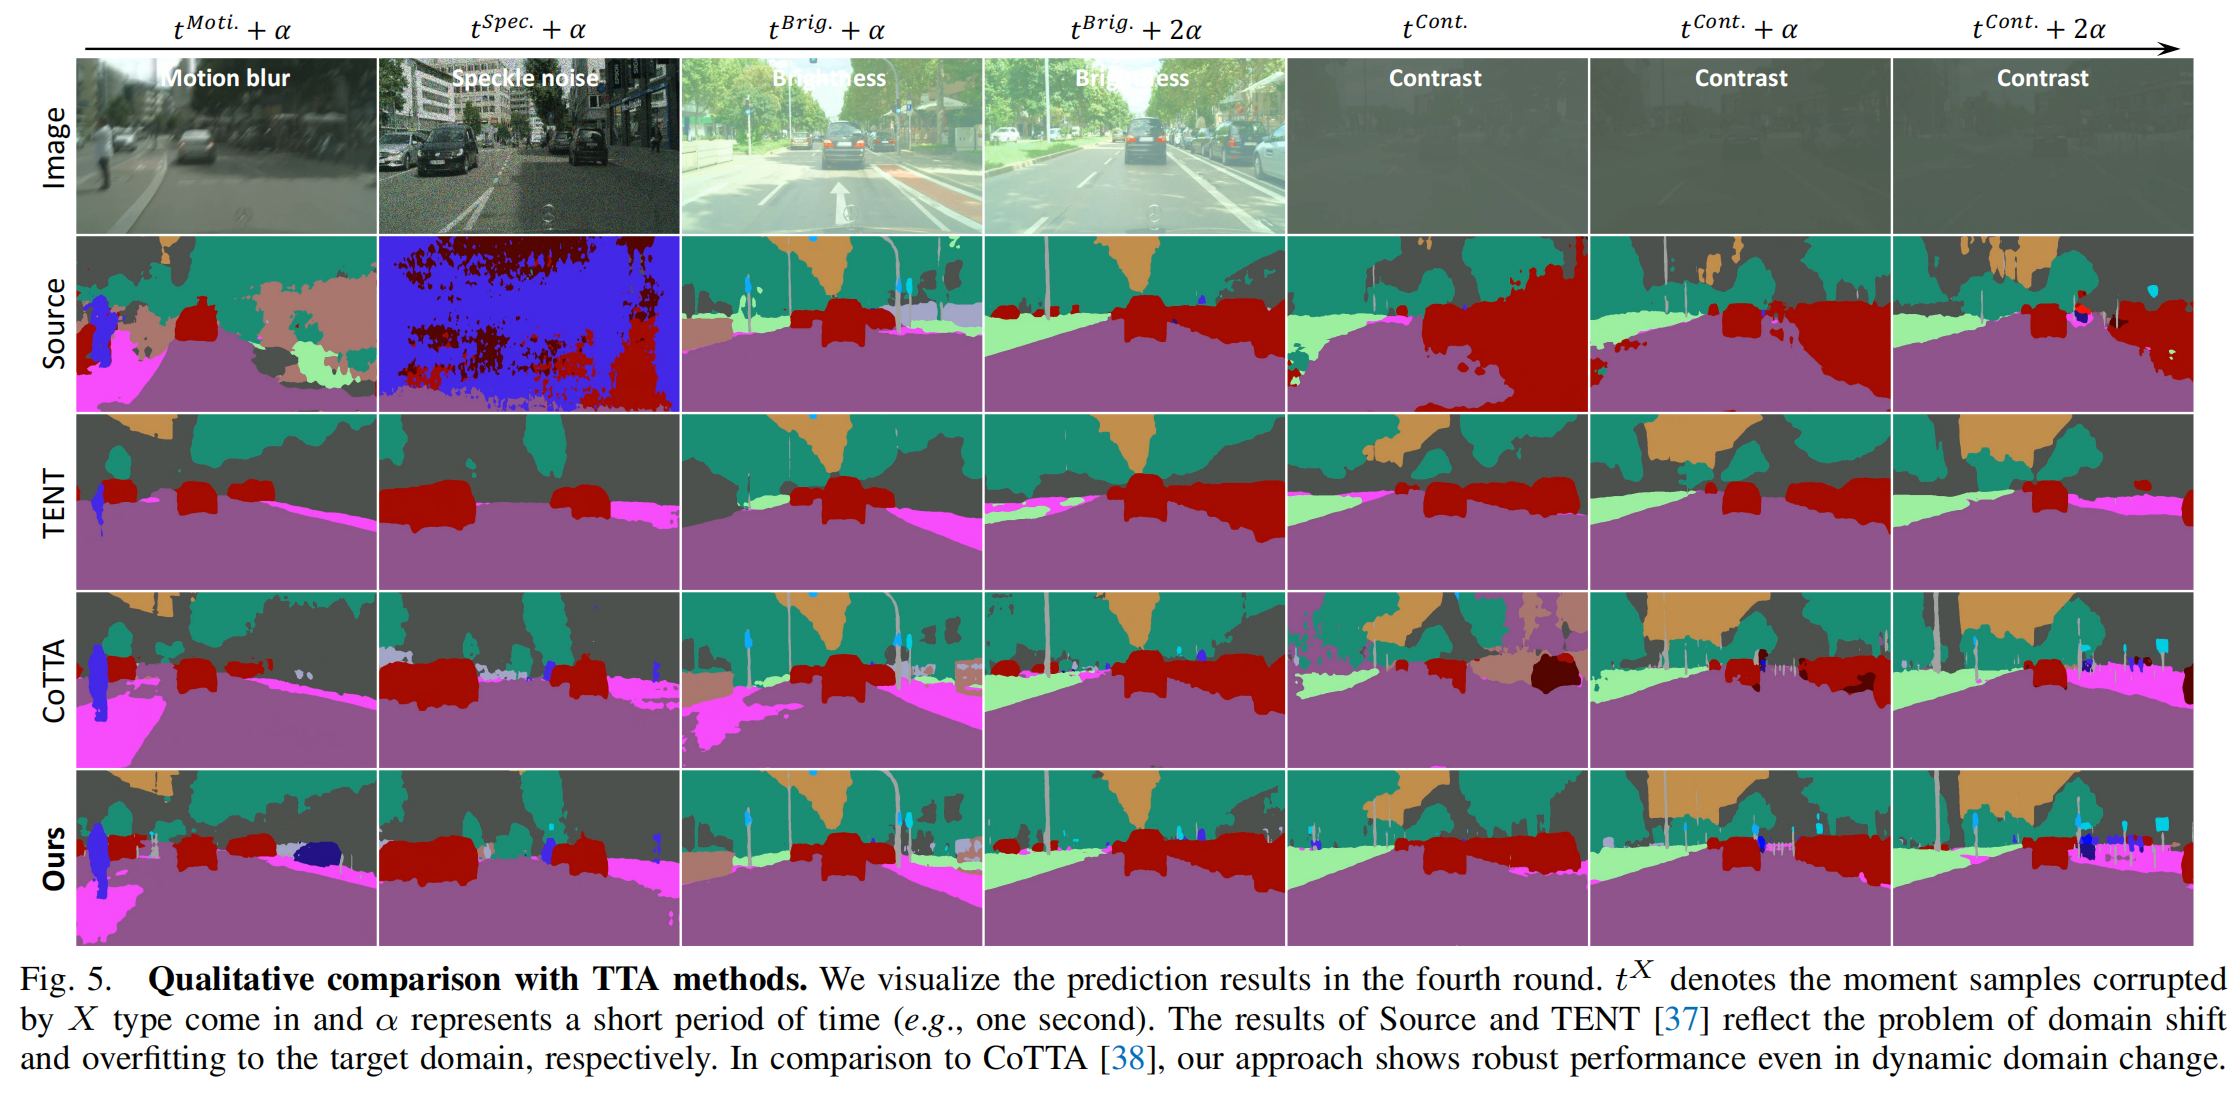 t^{Moti.} + α t^{Spec.} + α t^{Brig.} + α t^{Brig.} + 2α t^{Cont.} t^{Cont.} + α t^{Cont.} + 2α
Image
Motion blur Speckle noise Brightness Brightness Contrast Contrast Contrast
Source
TENT
CoTTA
Ours
Fig. 5. Qualitative comparison with TTA methods. We visualize the prediction results in the fourth round. t^X denotes the moment samples corrupted
by X type come in and α represents a short period of time (e.g., one second). The results of Source and TENT [37] reflect the problem of domain shift
and overfitting to the target domain, respectively. In comparison to CoTTA [38], our approach shows robust performance even in dynamic domain change.